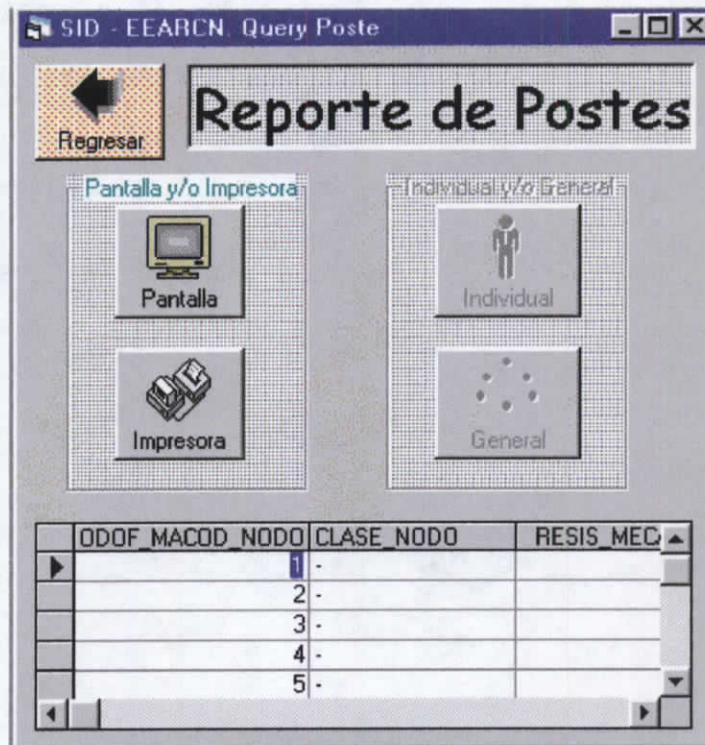 SID - EEARCN. Query Poste
Regresar
Reporte de Postes
Pantalla y/o Impresora
Individual y/o General
Pantalla
Individual
Impresora
General
ODOF_MACOD_NODO CLASE_NODO RESIS_MECA
1 -
2 -
3 -
4 -
5 -